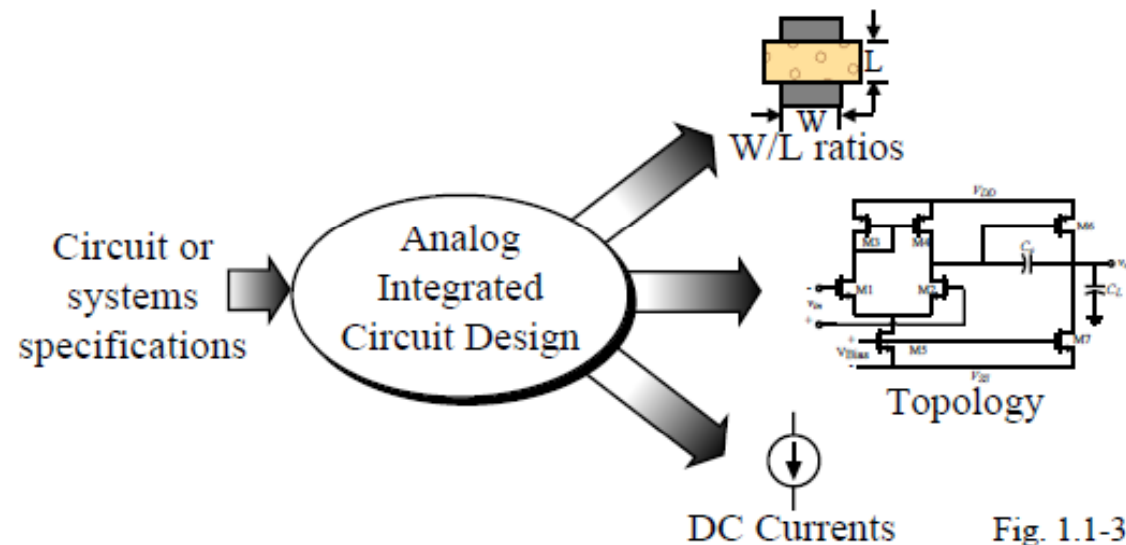 L
W
W/L ratios
Circuit or
systems
specifications
Analog
Integrated
Circuit Design
VDD
M3
M4
M6
Cc
M1
M2
CL
-
vin
+
+
VBias
-
M5
M7
VSS
Topology
DC Currents
Fig. 1.1-3